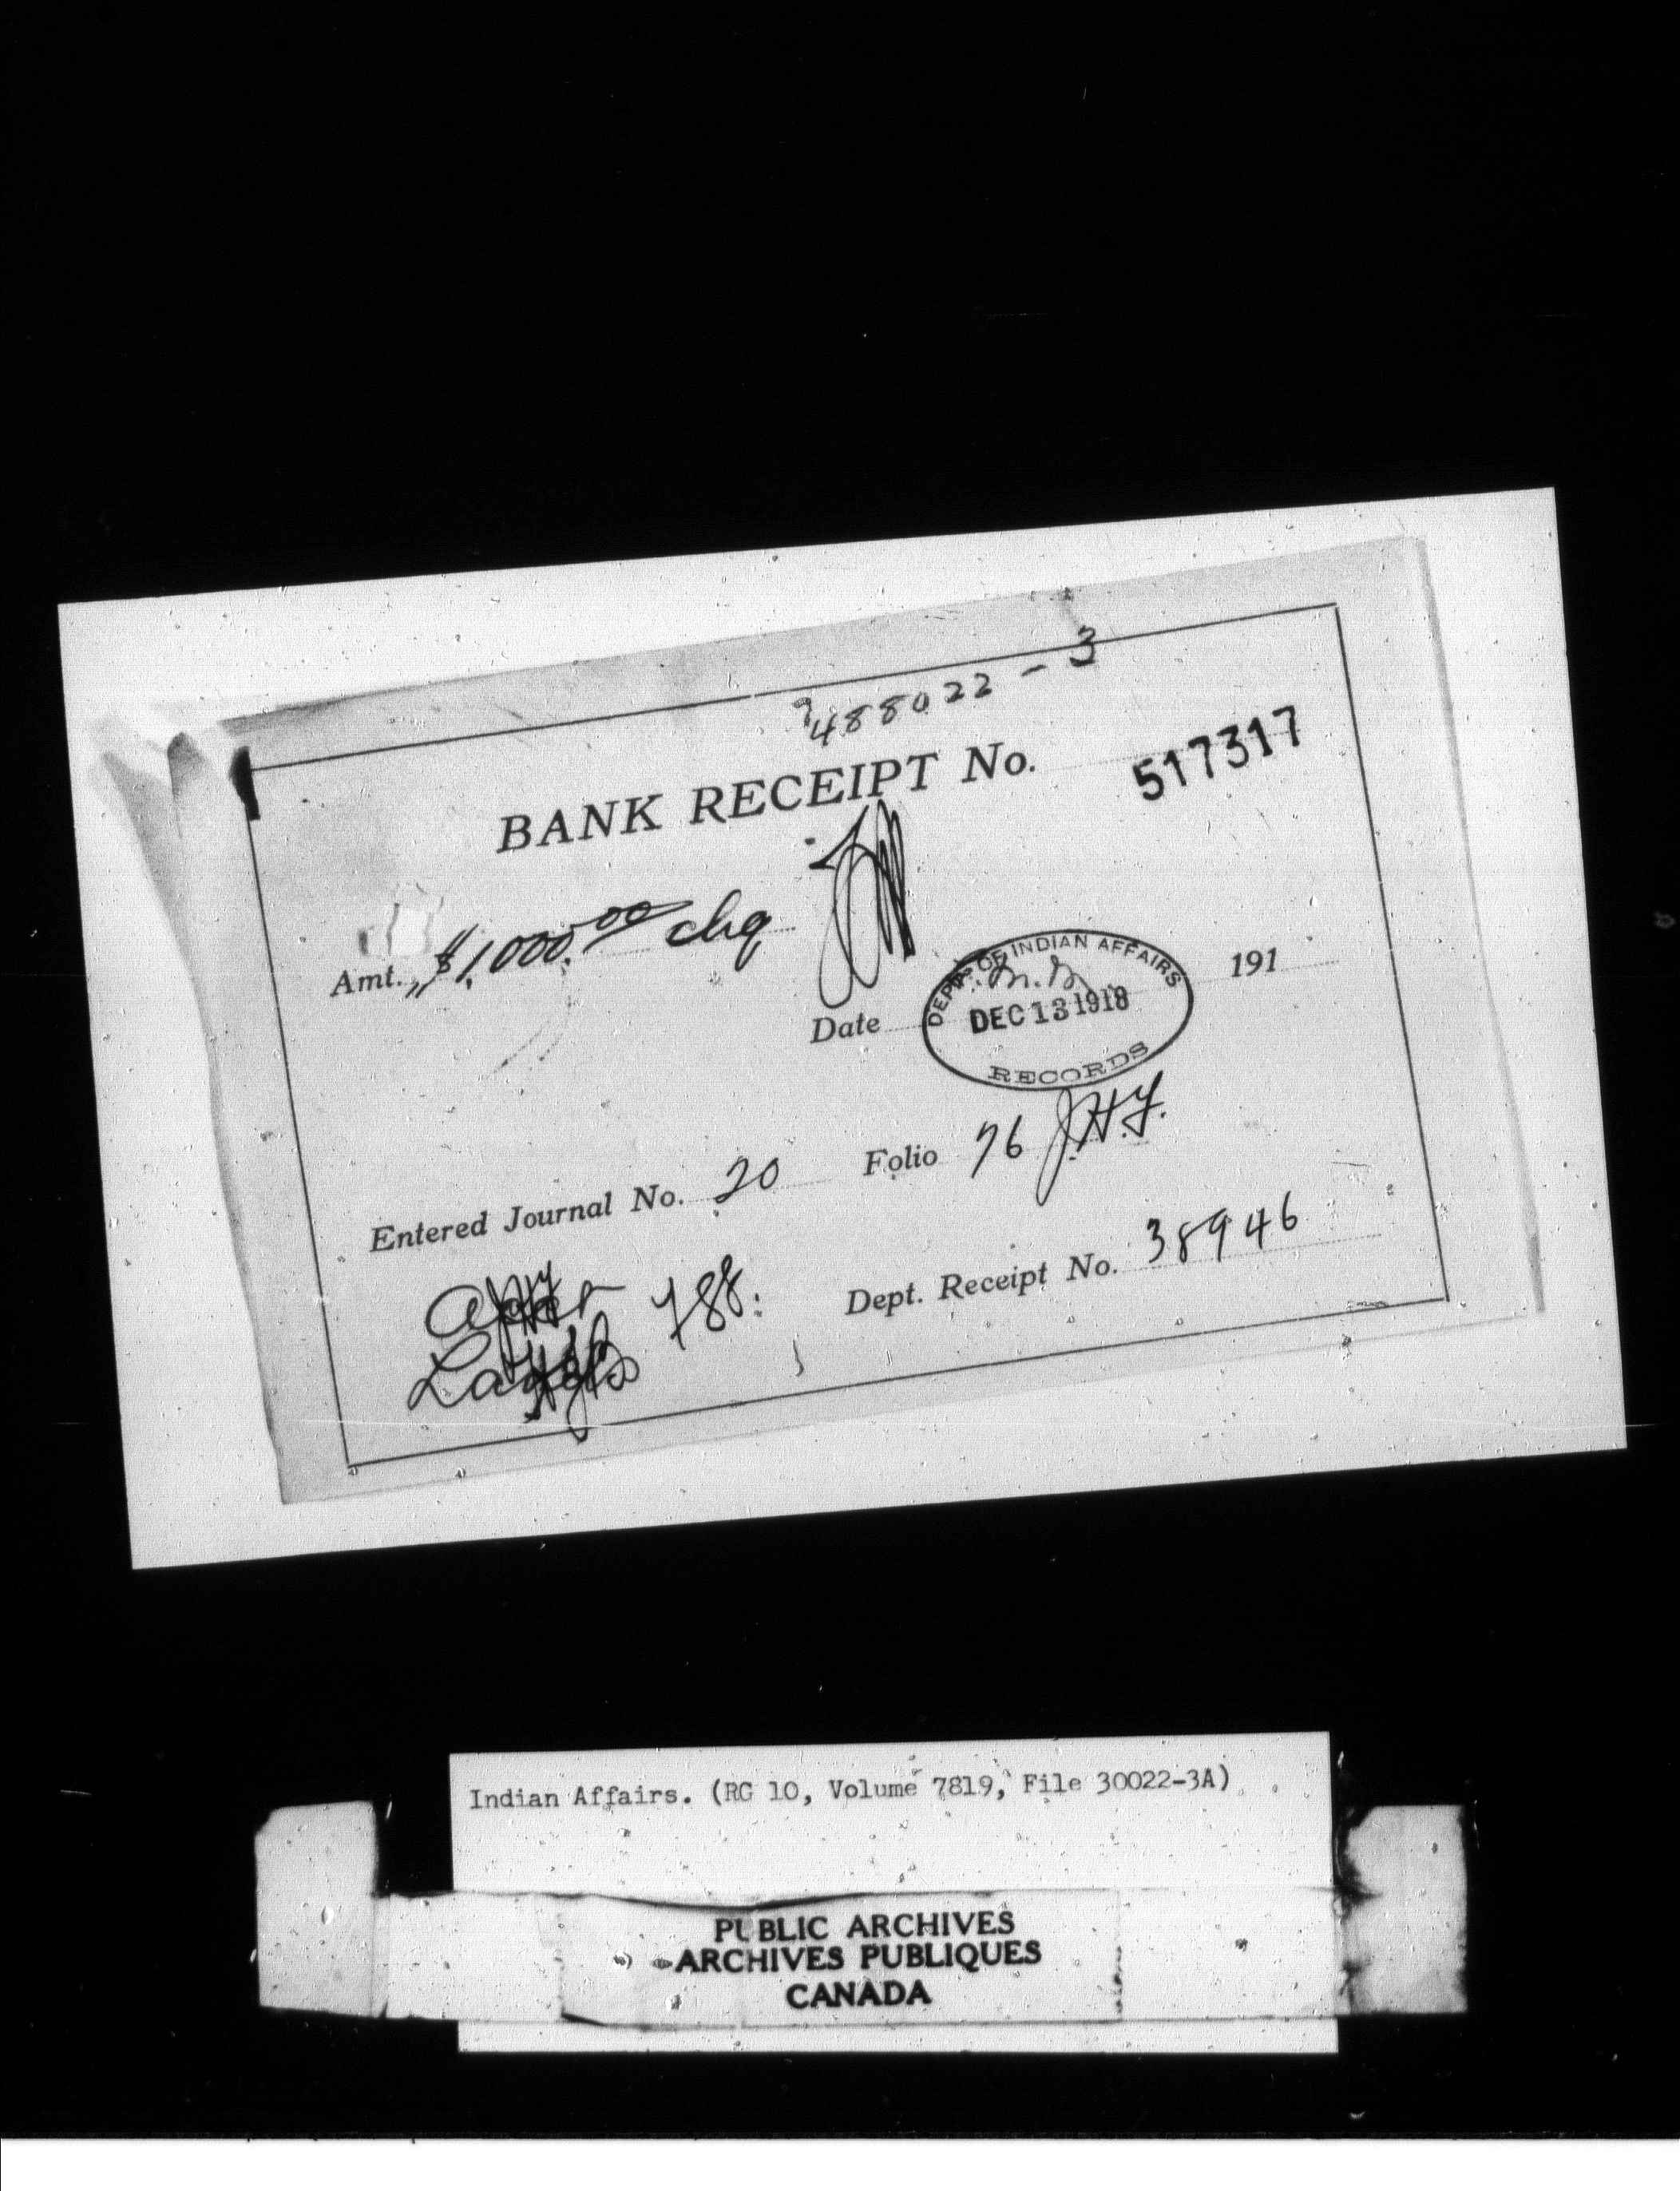 488022-3
BANK RECEIPT No. 517317
Amt. $1,000.00 chq
DEPT. OF INDIAN AFFAIRS
Date DEC 13 1918 191
RECORDS
Entered Journal No. 20 Folio 76 J.H.F.
788. Dept. Receipt No. 38946
Indian Affairs. (RG 10, Volume 7819, File 30022-3A)
PUBLIC ARCHIVES
ARCHIVES PUBLIQUES
CANADA